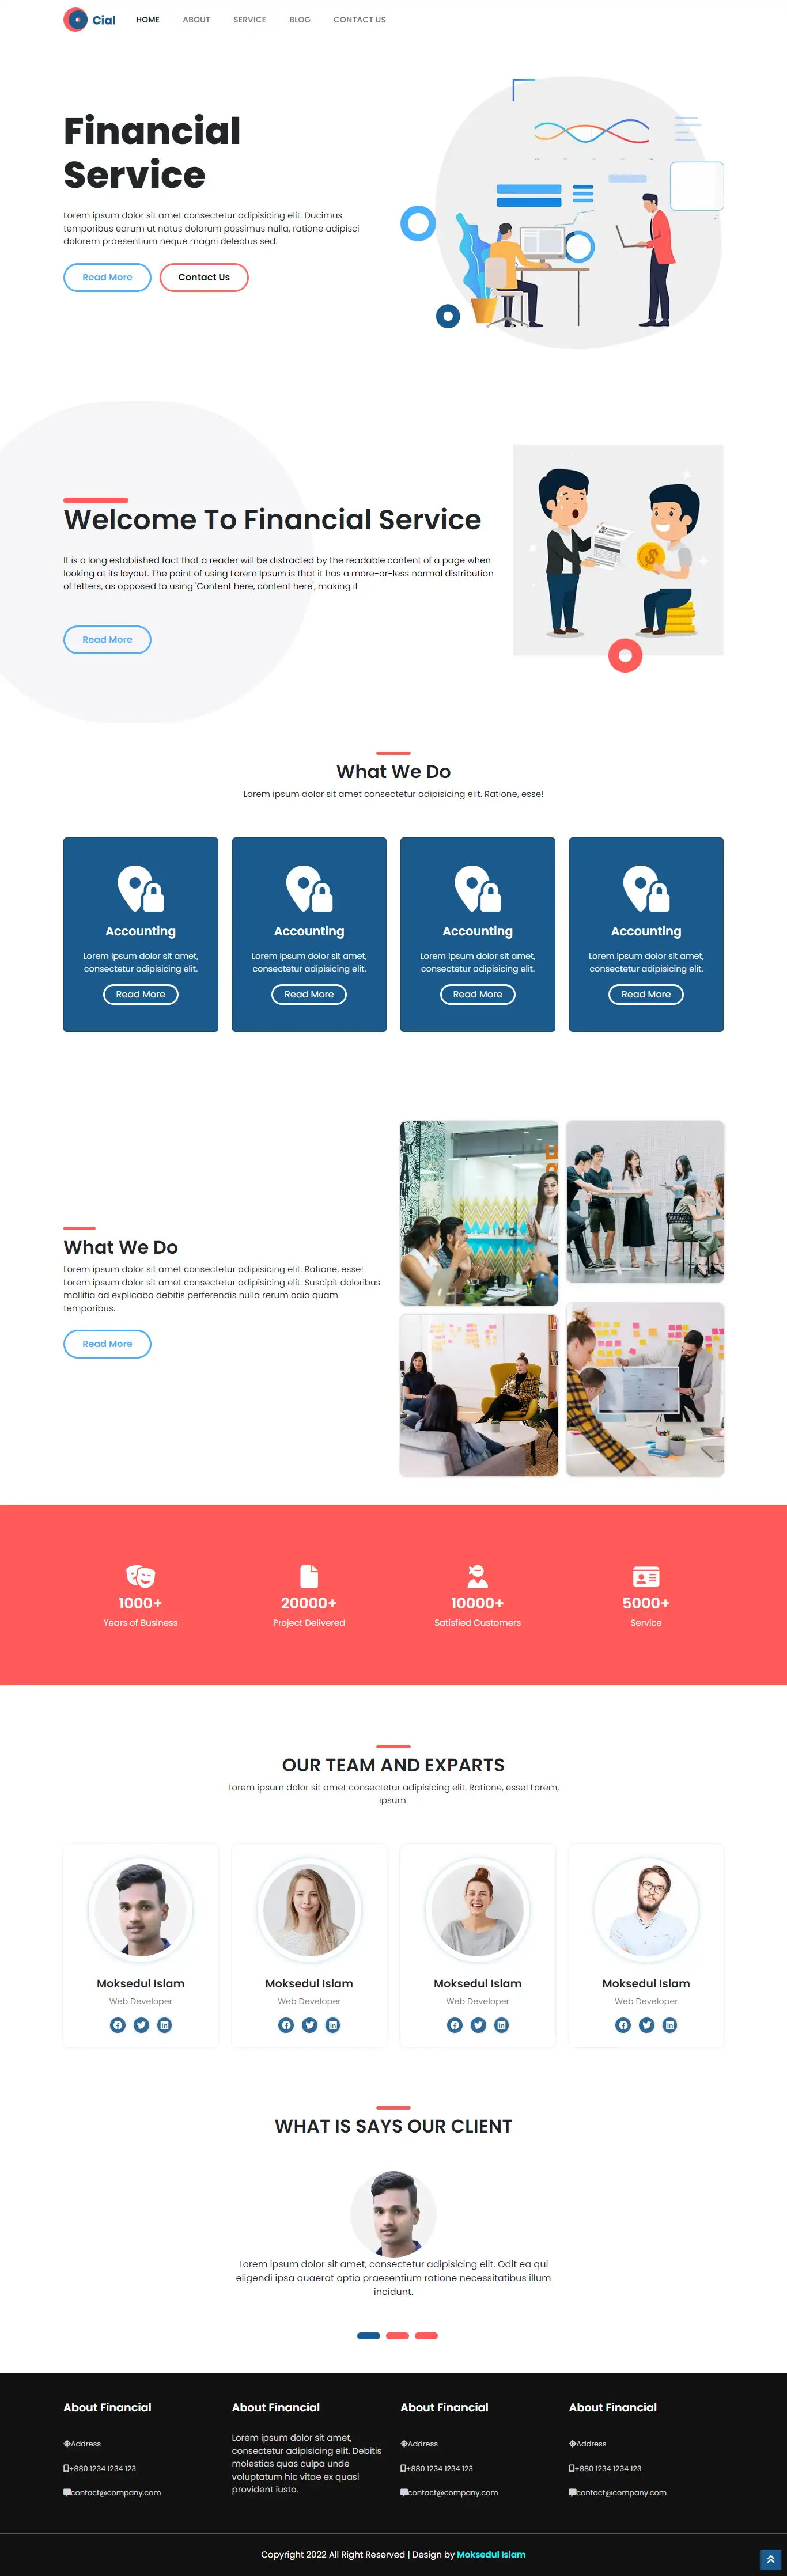 Cial
HOME
ABOUT
SERVICE
BLOG
CONTACT US
Financial
Service
Lorem ipsum dolor sit amet consectetur adipisicing elit. Ducimus
temporibus earum ut natus dolorum possimus nulla, ratione adipisci
dolorem praesentium neque magni delectus sed.
Read More
Contact Us
Welcome To Financial Service
It is a long established fact that a reader will be distracted by the readable content of a page when
looking at its layout. The point of using Lorem Ipsum is that it has a more-or-less normal distribution
of letters, as opposed to using 'Content here, content here', making it
Read More
What We Do
Lorem ipsum dolor sit amet consectetur adipisicing elit. Ratione, esse!
Accounting
Lorem ipsum dolor sit amet,
consectetur adipisicing elit.
Read More
Accounting
Lorem ipsum dolor sit amet,
consectetur adipisicing elit.
Read More
Accounting
Lorem ipsum dolor sit amet,
consectetur adipisicing elit.
Read More
Accounting
Lorem ipsum dolor sit amet,
consectetur adipisicing elit.
Read More
What We Do
Lorem ipsum dolor sit amet consectetur adipisicing elit. Ratione, esse!
Lorem ipsum dolor sit amet consectetur adipisicing elit. Suscipit doloribus
mollitia ad explicabo debitis perferendis nulla rerum odio quam
temporibus.
Read More
1000+
Years of Business
20000+
Project Delivered
10000+
Satisfied Customers
5000+
Service
OUR TEAM AND EXPARTS
Lorem ipsum dolor sit amet consectetur adipisicing elit. Ratione, esse! Lorem,
ipsum.
Moksedul Islam
Web Developer
Moksedul Islam
Web Developer
Moksedul Islam
Web Developer
Moksedul Islam
Web Developer
WHAT IS SAYS OUR CLIENT
Lorem ipsum dolor sit amet, consectetur adipisicing elit. Odit ea qui
eligendi ipsa quaerat optio praesentium ratione necessitatibus illum
incidunt.
About Financial
Address
+880 1234 1234 123
contact@company.com
About Financial
Lorem ipsum dolor sit amet,
consectetur adipisicing elit. Debitis
molestias quas culpa unde
voluptatum hic vitae ex quasi
provident iusto.
About Financial
Address
+880 1234 1234 123
contact@company.com
About Financial
Address
+880 1234 1234 123
contact@company.com
Copyright 2022 All Right Reserved | Design by Moksedul Islam